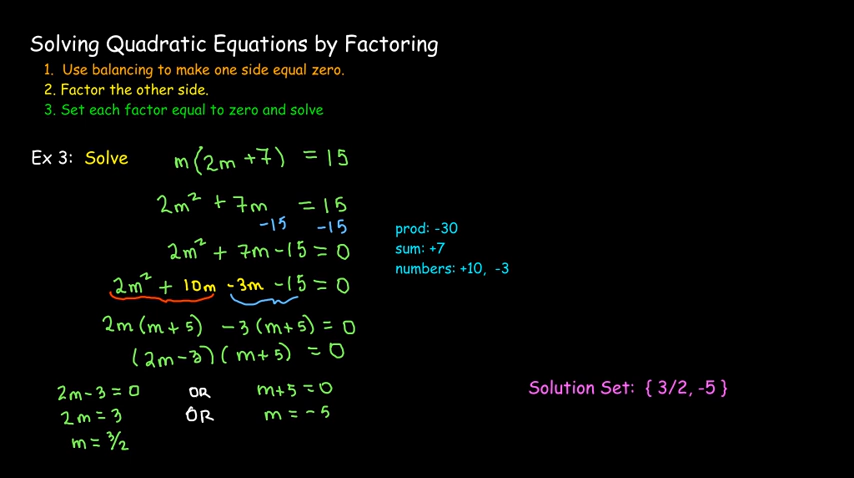 Solving Quadratic Equations by Factoring
1. Use balancing to make one side equal zero.
2. Factor the other side.
3. Set each factor equal to zero and solve
Ex 3: Solve m(2m+7) = 15
2m² + 7m = 15
-15 -15
2m² + 7m - 15 = 0
2m² + 10m - 3m - 15 = 0
2m(m+5) - 3(m+5) = 0
(2m-3)(m+5) = 0
2m-3=0 OR m+5=0
2m=3 OR m=-5
m=3/2
prod: -30
sum: +7
numbers: +10, -3
Solution Set: { 3/2, -5 }